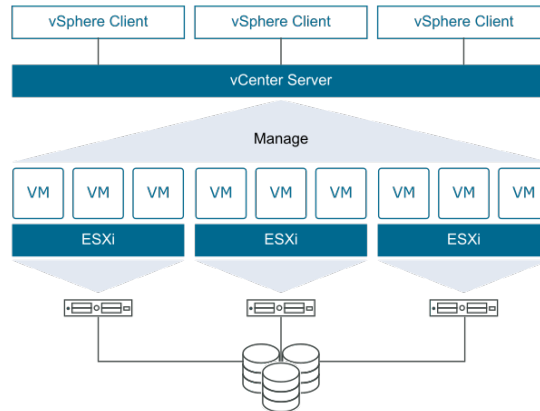 vSphere Client
vSphere Client
vSphere Client
vCenter Server
Manage
VM VM VM VM VM VM VM VM VM
ESXi
ESXi
ESXi